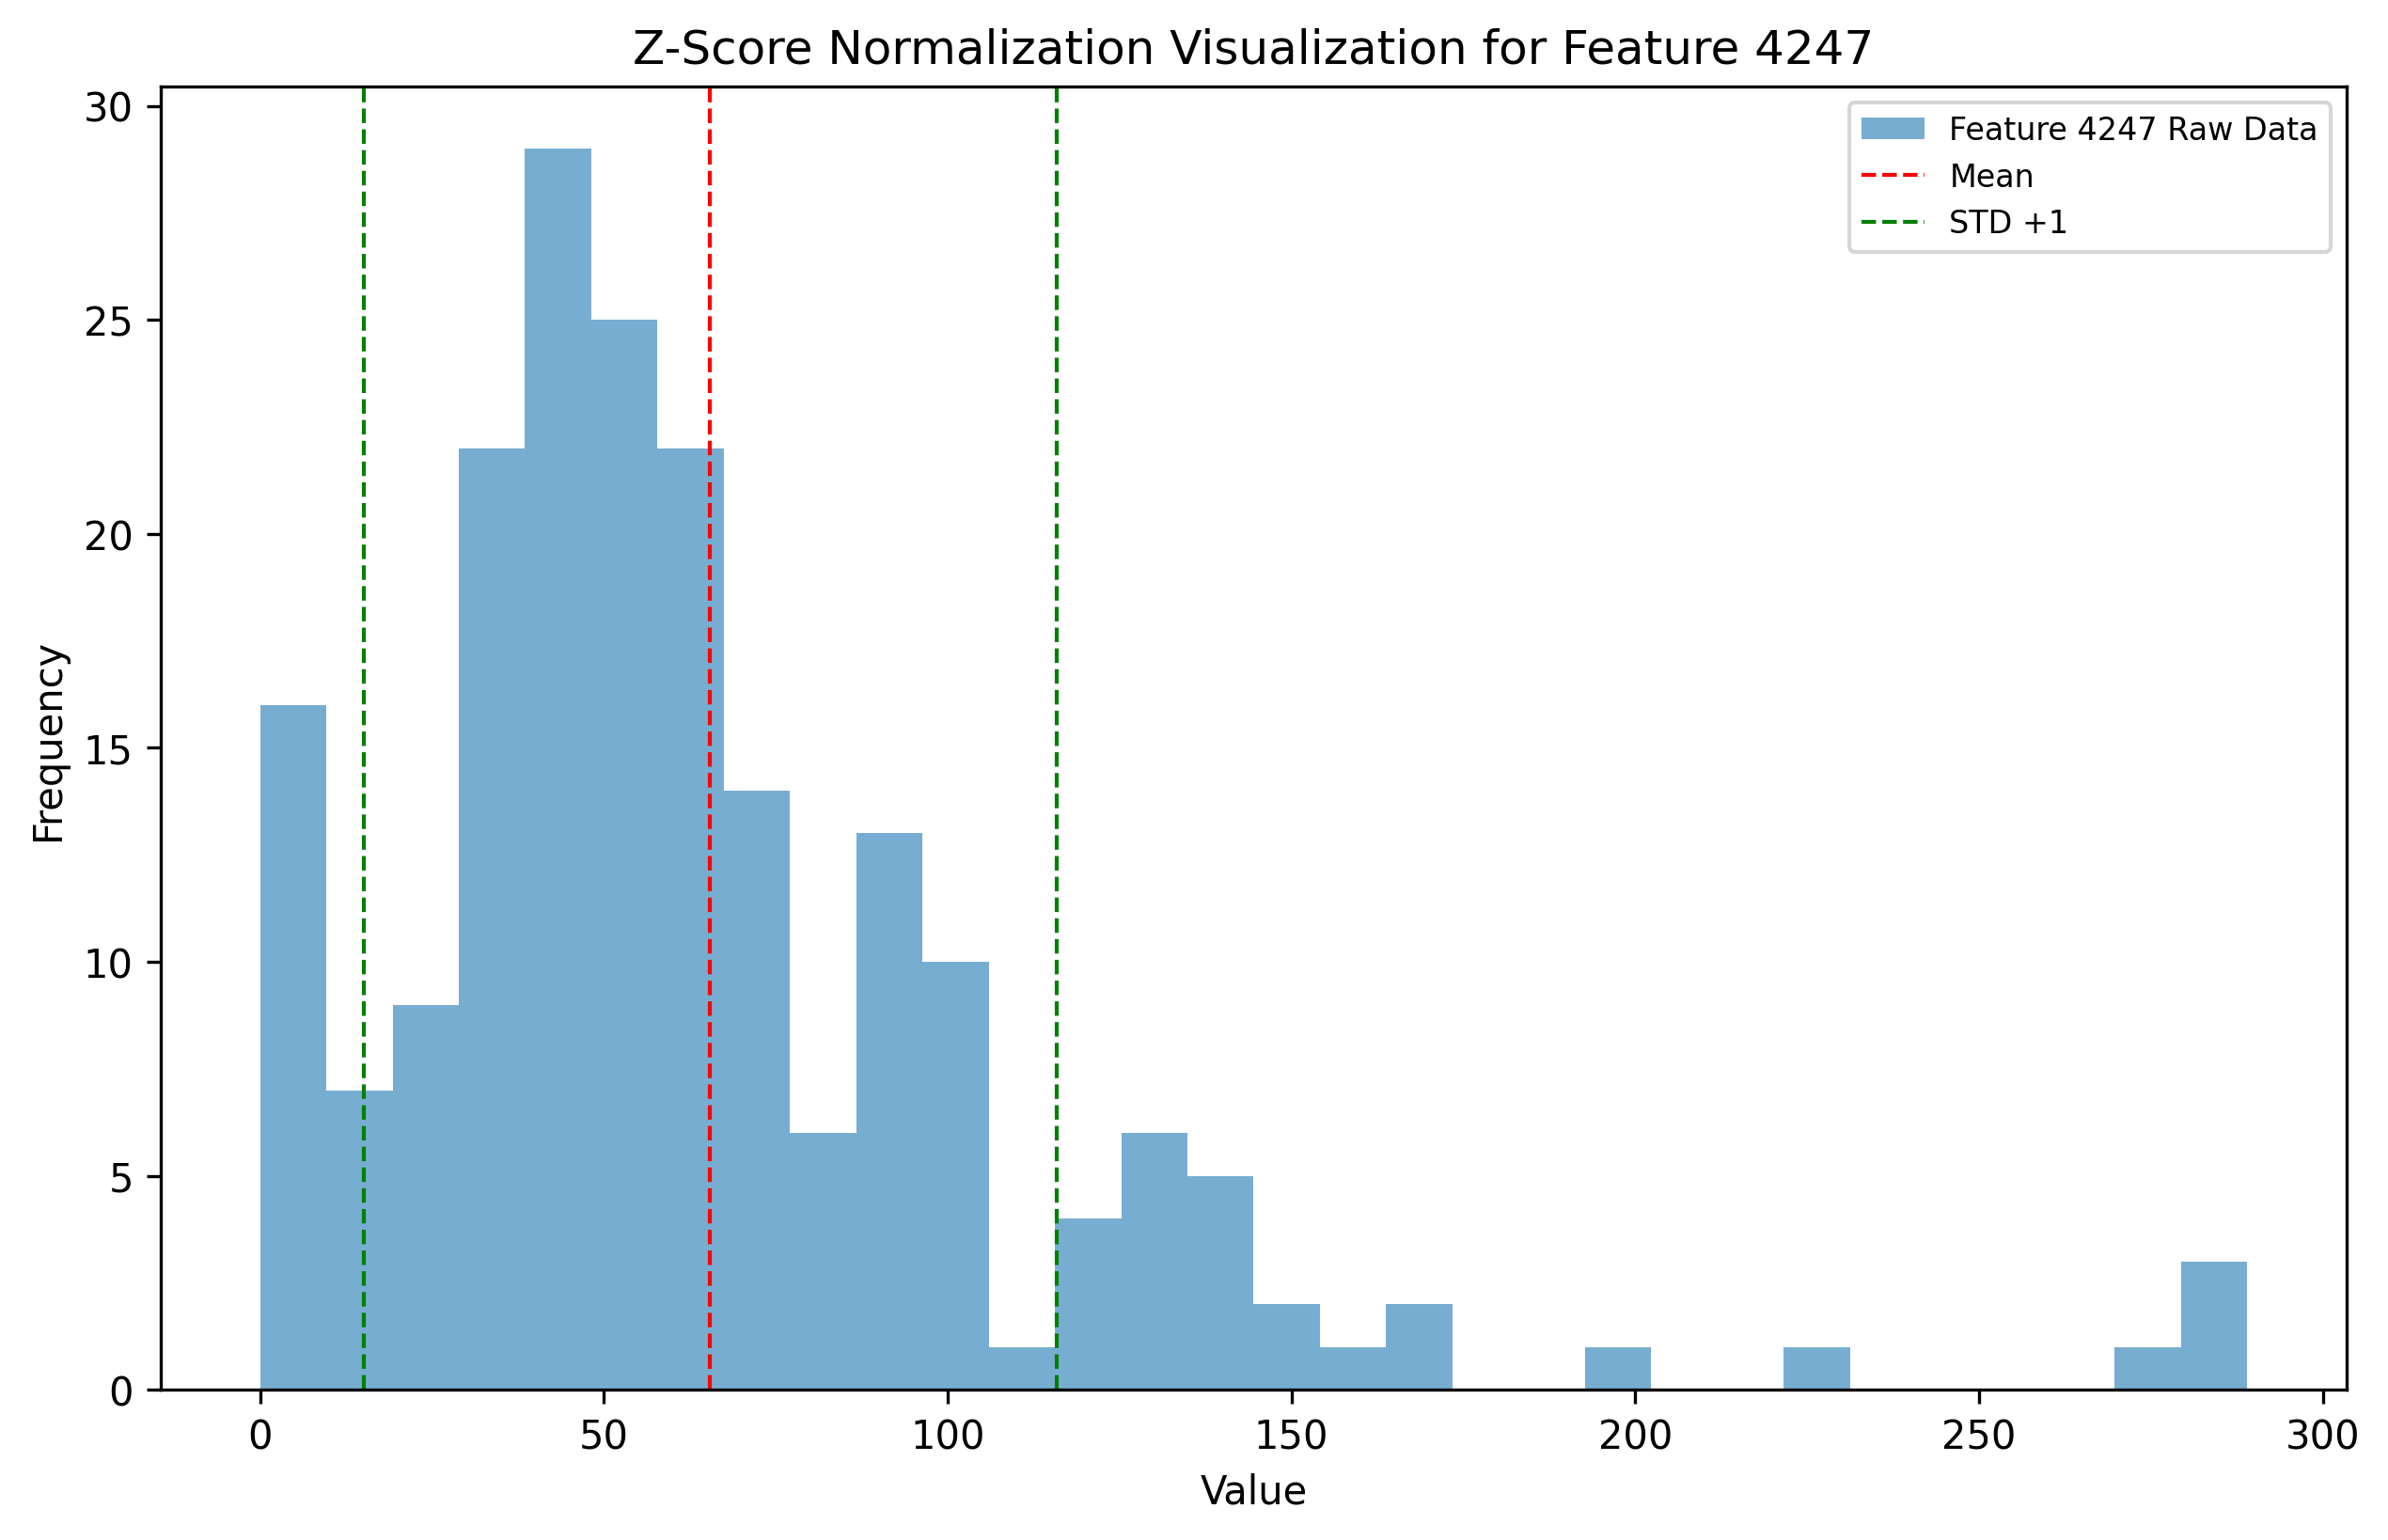 Z-Score Normalization Visualization for Feature 4247
30
25
20
15
10
5
0
Frequency
Feature 4247 Raw Data
Mean
STD +1
0 50 100 150 200 250 300
Value